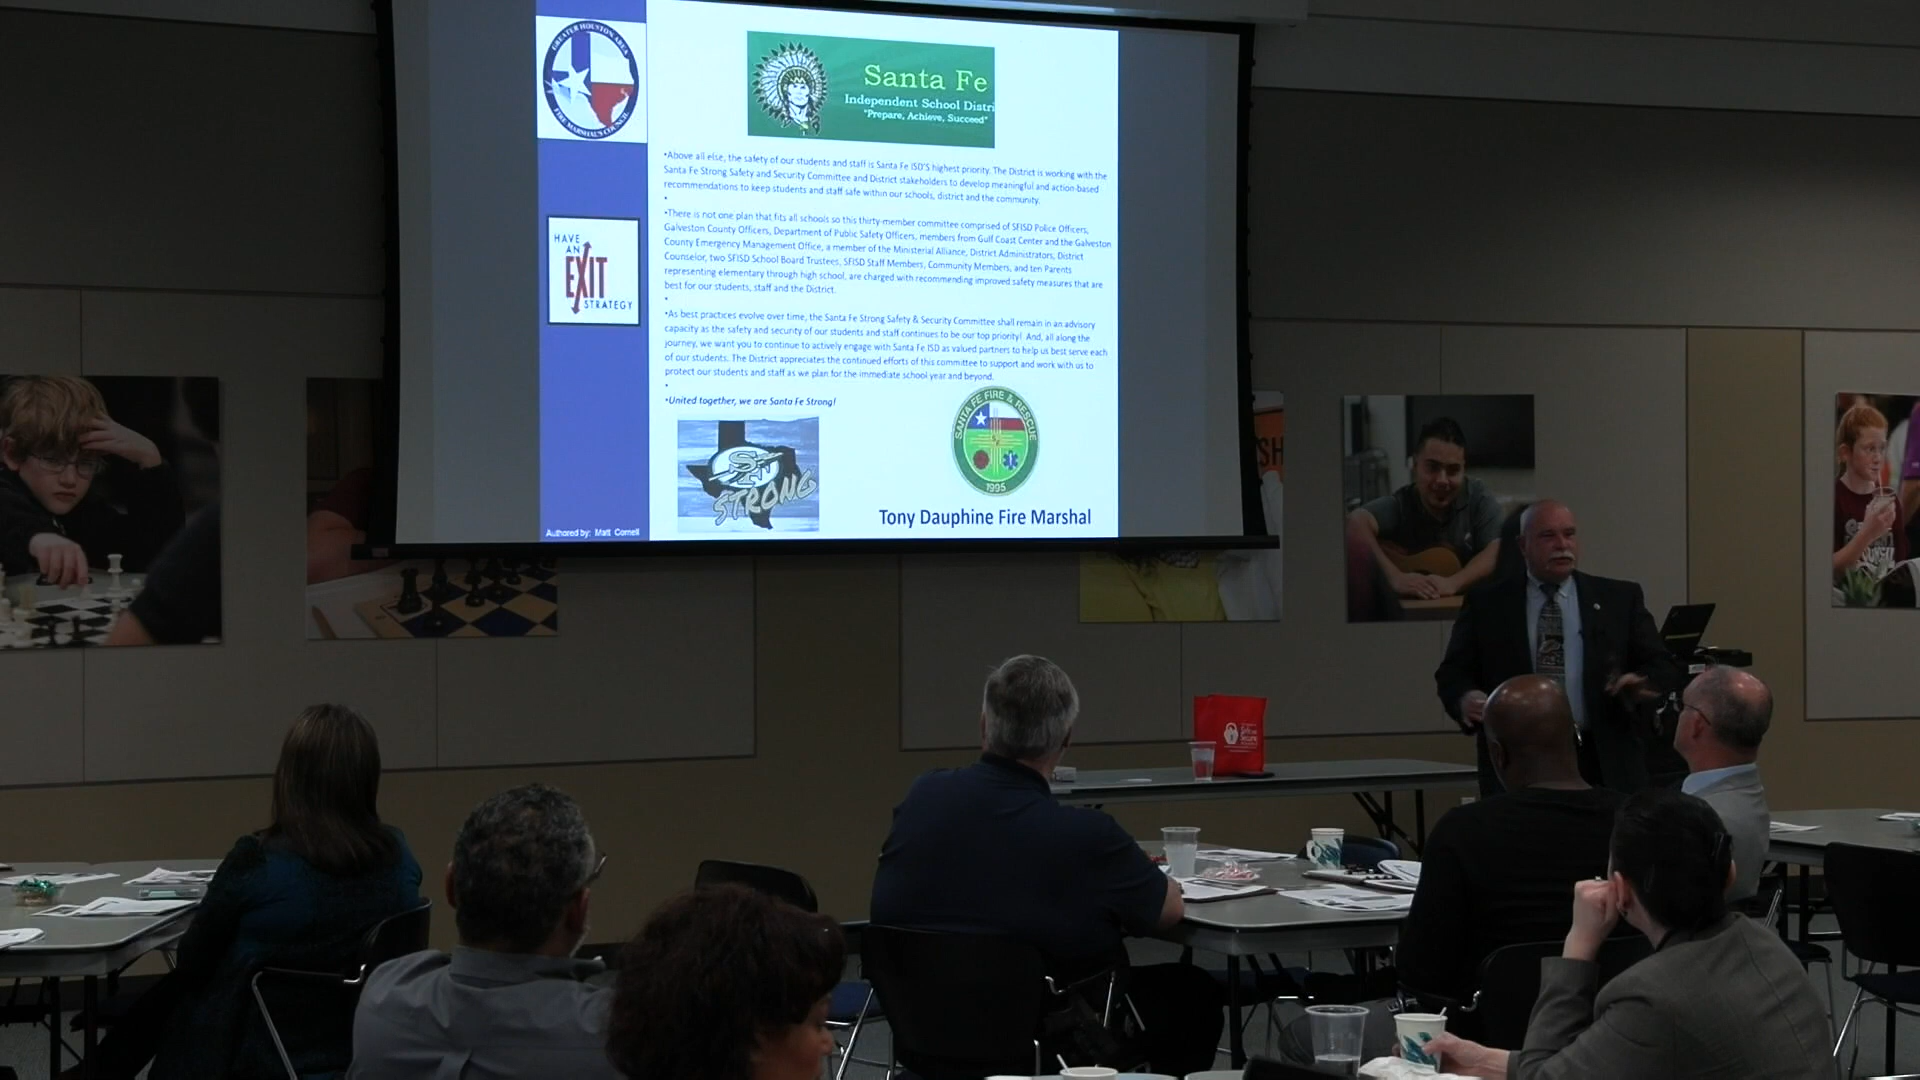 GREATER HOUSTON AREA
FIRE MARSHAL'S COUNCIL
Santa Fe
Independent School Distri
"Prepare, Achieve, Succeed"
•Above all else, the safety of our students and staff is Santa Fe ISD'S highest priority. The District is working with the
Santa Fe Strong Safety and Security Committee and District stakeholders to develop meaningful and action-based
recommendations to keep students and staff safe within our schools, district and the community.
•
•There is not one plan that fits all schools so this thirty-member committee comprised of SFISD Police Officers,
Galveston County Officers, Department of Public Safety Officers, members from Gulf Coast Center and the Galveston
County Emergency Management Office, a member of the Ministerial Alliance, District Administrators, District
Counselor, two SFISD School Board Trustees, SFISD Staff Members, Community Members, and ten Parents
representing elementary through high school, are charged with recommending improved safety measures that are
best for our students, staff and the District.
•
•As best practices evolve over time, the Santa Fe Strong Safety & Security Committee shall remain in an advisory
capacity as the safety and security of our students and staff continues to be our top priority! And, all along the
journey, we want you to continue to actively engage with Santa Fe ISD as valued partners to help us best serve each
of our students. The District appreciates the continued efforts of this committee to support and work with us to
protect our students and staff as we plan for the immediate school year and beyond.
•
•United together, we are Santa Fe Strong!
HAVE
AN
EXIT
STRATEGY
SF
STRONG
SANTA FE FIRE & RESCUE
1995
Tony Dauphine Fire Marshal
Authored by: Matt Cornell
SH